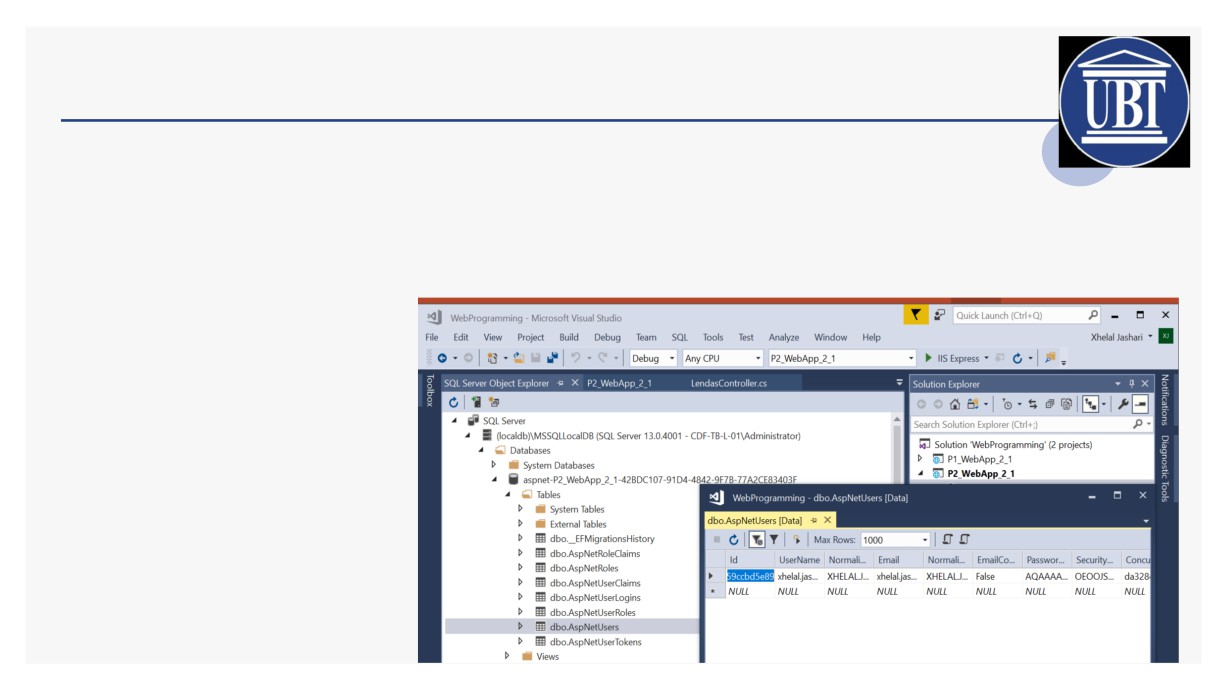 UBT
WebProgramming - Microsoft Visual Studio
Quick Launch (Ctrl+Q)
File Edit View Project Build Debug Team SQL Tools Test Analyze Window Help
Xhelal Jashari XJ
Debug Any CPU P2_WebApp_2_1 IIS Express
Toolbox
SQL Server Object Explorer P2_WebApp_2_1 LendasController.cs
SQL Server
(localdb)\MSSQLLocalDB (SQL Server 13.0.4001 - CDF-TB-L-01\Administrator)
Databases
System Databases
aspnet-P2_WebApp_2_1-42BDC107-91D4-4842-9F7B-77A2CE83403F
Tables
System Tables
External Tables
dbo.__EFMigrationsHistory
dbo.AspNetRoleClaims
dbo.AspNetRoles
dbo.AspNetUserClaims
dbo.AspNetUserLogins
dbo.AspNetUserRoles
dbo.AspNetUsers
dbo.AspNetUserTokens
Views
Solution Explorer
Search Solution Explorer (Ctrl+;)
Solution 'WebProgramming' (2 projects)
P1_WebApp_2_1
P2_WebApp_2_1
Notifications
Diagnostic Tools
WebProgramming - dbo.AspNetUsers [Data]
dbo.AspNetUsers [Data]
Max Rows: 1000
Id UserName Normali... Email Normali... EmailCo... Passwor... Security... Concu
59ccbd5e89 xhelal.jas... XHELAL.J... xhelal.jas... XHELAL.J... False AQAAAA... OEOOJS... da328
NULL NULL NULL NULL NULL NULL NULL NULL NULL